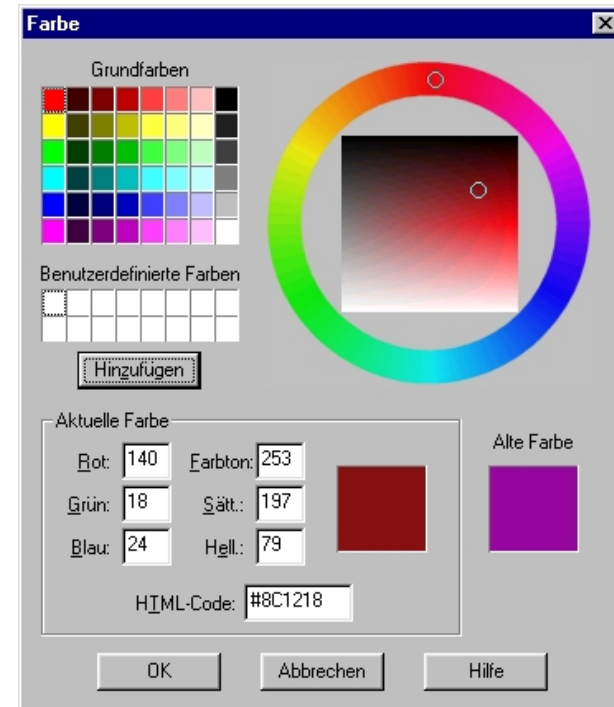 Farbe
Grundfarben
Benutzerdefinierte Farben
Hinzufügen
Aktuelle Farbe
Rot: 140 Farbton: 253
Grün: 18 Sätt.: 197
Blau: 24 Hell.: 79
HTML-Code: #8C1218
Alte Farbe
OK Abbrechen Hilfe